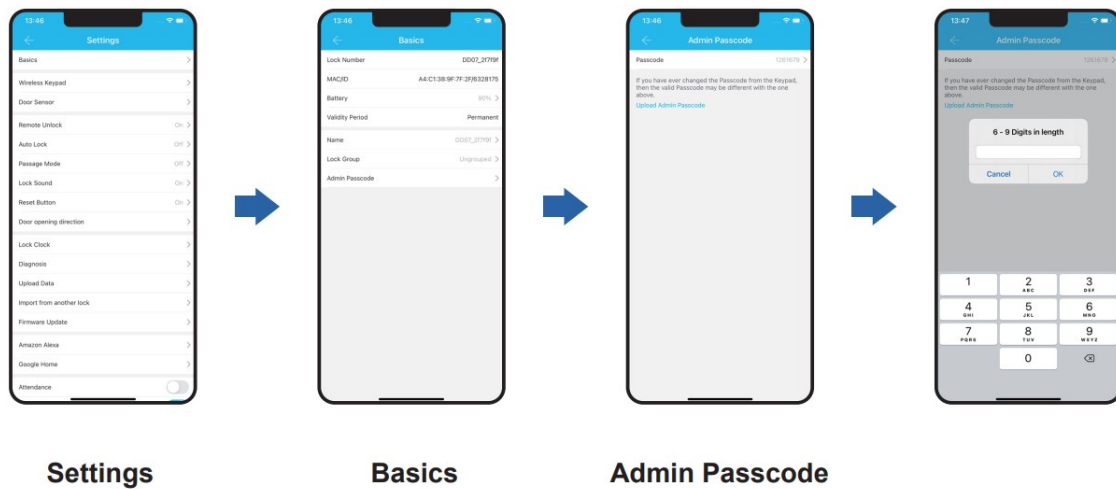 13:46
Settings
Basics
Wireless Keypad
Door Sensor
Remote Unlock On
Auto Lock Off
Passage Mode Off
Lock Sound On
Reset Button On
Door opening direction
Lock Clock
Diagnosis
Upload Data
Import from another lock
Firmware Update
Amazon Alexa
Google Home
Attendance
13:46
Basics
Lock Number DD07_2f7f9f
MAC/ID A4:C1:38:9F:7F:2F/6328175
Battery
Validity Period Permanent
Name
Lock Group Ungrouped
Admin Passcode
13:46
Admin Passcode
Passcode
If you have ever changed the Passcode from the Keypad,
then the valid Passcode may be different with the one
above.
Upload Admin Passcode
13:47
Admin Passcode
Passcode
If you have ever changed the Passcode from the Keypad,
then the valid Passcode may be different with the one
above.
Upload Admin Passcode
6 - 9 Digits in length
Cancel OK
1 2 3
ABC DEF
4 5 6
GHI JKL MNO
7 8 9
PQRS TUV WXYZ
0
Settings
Basics
Admin Passcode